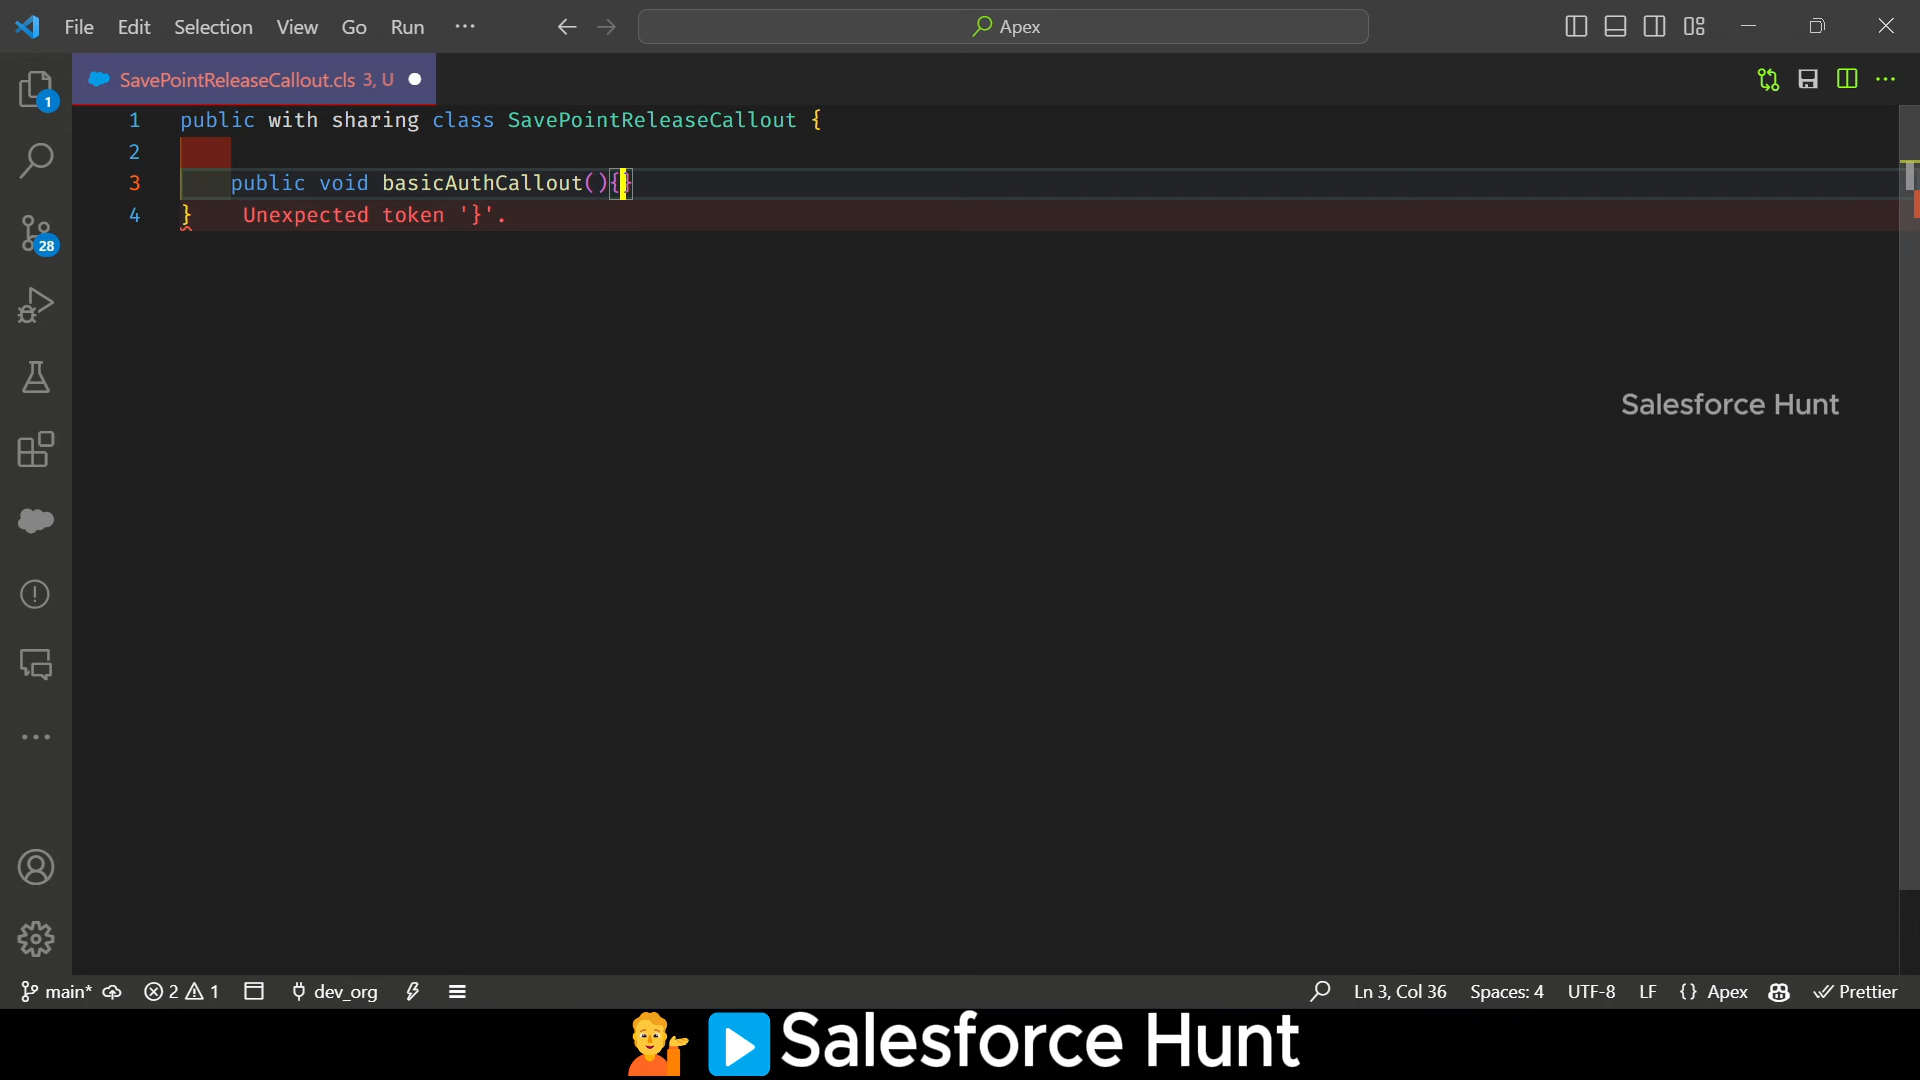 File Edit Selection View Go Run ··· Apex
SavePointReleaseCallout.cls 3, U
1 public with sharing class SavePointReleaseCallout {
2
3 public void basicAuthCallout(){}
4 } Unexpected token '}'.
1
28
Salesforce Hunt
main* 2 1 dev_org Ln 3, Col 36 Spaces: 4 UTF-8 LF {} Apex Prettier
Salesforce Hunt